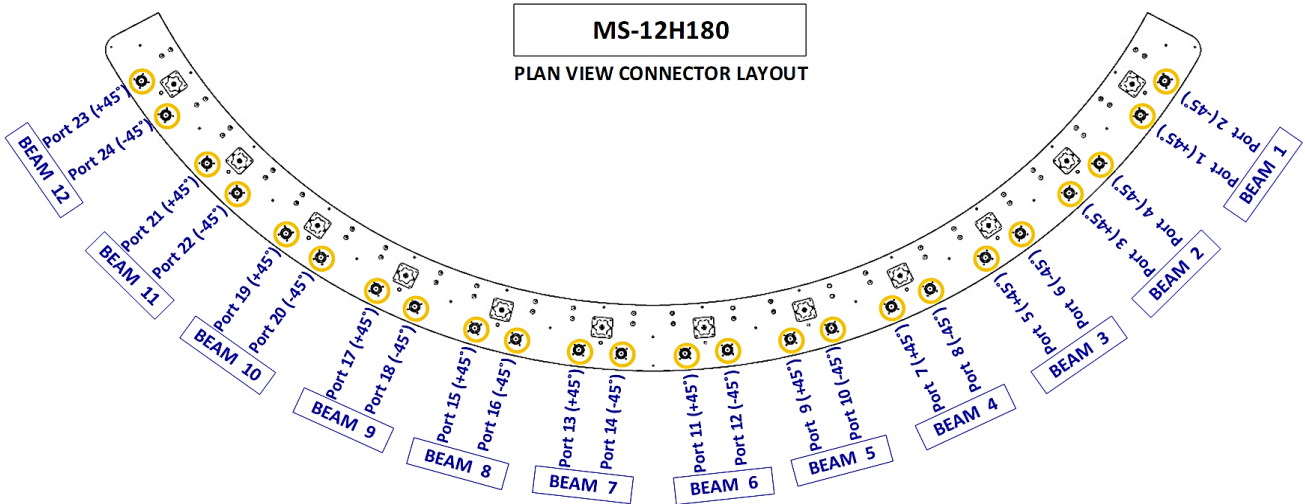 MS-12H180
PLAN VIEW CONNECTOR LAYOUT
Port 23 (+45°)
Port 24 (-45°)
BEAM 12
Port 21 (+45°)
Port 22 (-45°)
BEAM 11
Port 19 (+45°)
Port 20 (-45°)
BEAM 10
Port 17 (+45°)
Port 18 (-45°)
BEAM 9
Port 15 (+45°)
Port 16 (-45°)
BEAM 8
Port 13 (+45°)
Port 14 (-45°)
BEAM 7
Port 11 (+45°)
Port 12 (-45°)
BEAM 6
Port 9 (+45°)
Port 10 (-45°)
BEAM 5
Port 7 (+45°)
Port 8 (-45°)
BEAM 4
Port 5 (+45°)
Port 6 (-45°)
BEAM 3
Port 3 (+45°)
Port 4 (-45°)
BEAM 2
Port 1 (+45°)
Port 2 (-45°)
BEAM 1